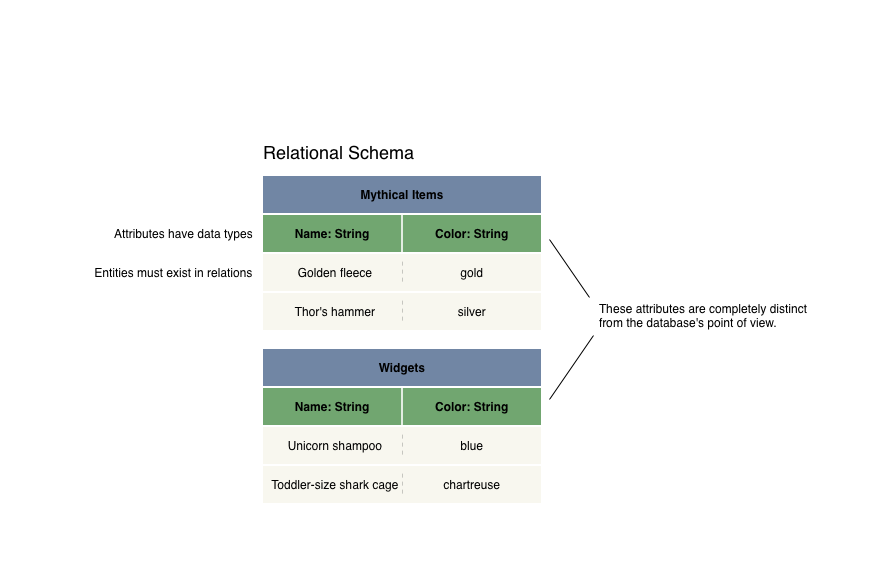 Relational Schema
Mythical Items
Attributes have data types
Name: String
Color: String
Entities must exist in relations
Golden fleece
gold
Thor's hammer
silver
These attributes are completely distinct
from the database's point of view.
Widgets
Name: String
Color: String
Unicorn shampoo
blue
Toddler-size shark cage
chartreuse